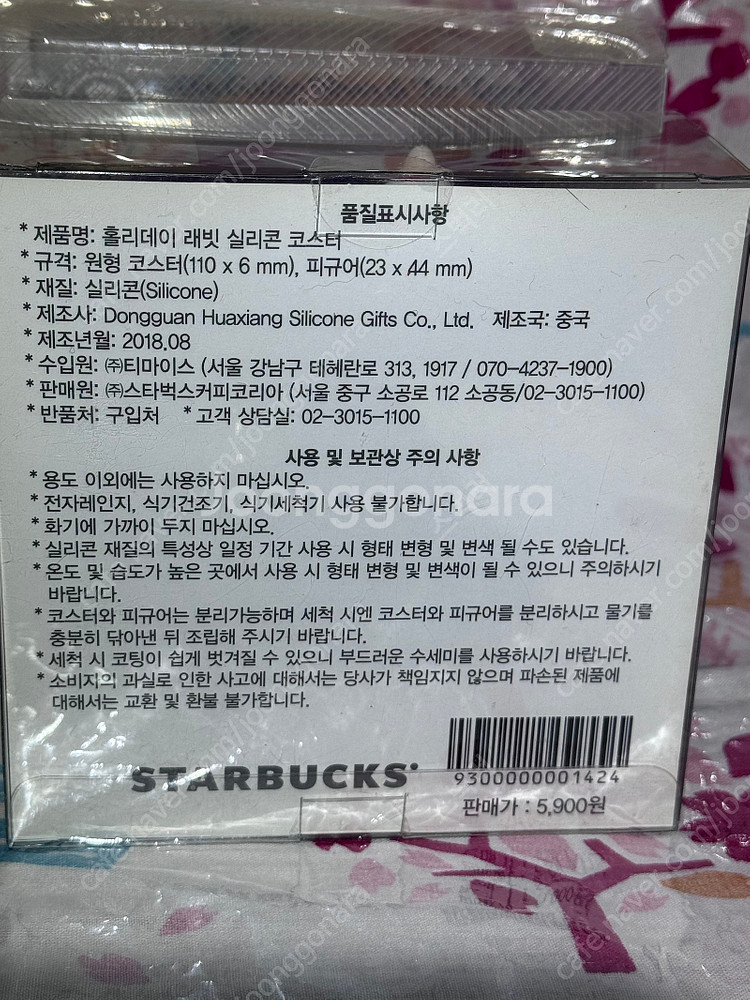 품질표시사항
* 제품명: 홀리데이 래빗 실리콘 코스터
* 규격: 원형 코스터(110 x 6 mm), 피규어(23 x 44 mm)
* 재질: 실리콘(Silicone)
* 제조사: Dongguan Huaxiang Silicone Gifts Co., Ltd. 제조국: 중국
* 제조년월: 2018.08
* 수입원: ㈜티마이스 (서울 강남구 테헤란로 313, 1917 / 070-4237-1900)
* 판매원: ㈜스타벅스커피코리아 (서울 중구 소공로 112 소공동/02-3015-1100)
* 반품처: 구입처 * 고객 상담실: 02-3015-1100
사용 및 보관상 주의 사항
* 용도 이외에는 사용하지 마십시오.
* 전자레인지, 식기건조기, 식기세척기 사용 불가합니다.
joonggonara
* 화기에 가까이 두지 마십시오.
* 실리콘 재질의 특성상 일정 기간 사용 시 형태 변형 및 변색 될 수도 있습니다.
* 온도 및 습도가 높은 곳에서 사용 시 형태 변형 및 변색이 될 수 있으니 주의하시기
바랍니다.
* 코스터와 피규어는 분리가능하며 세척 시엔 코스터와 피규어를 분리하시고 물기를
충분히 닦아낸 뒤 조립해 주시기 바랍니다.
* 세척 시 코팅이 쉽게 벗겨질 수 있으니 부드러운 수세미를 사용하시기 바랍니다.
* 소비자의 과실로 인한 사고에 대해서는 당사가 책임지지 않으며 파손된 제품에
대해서는 교환 및 환불 불가합니다.
STARBUCKS
9300000001424
판매가 : 5,900원
cafe.naver.com/joonggonara